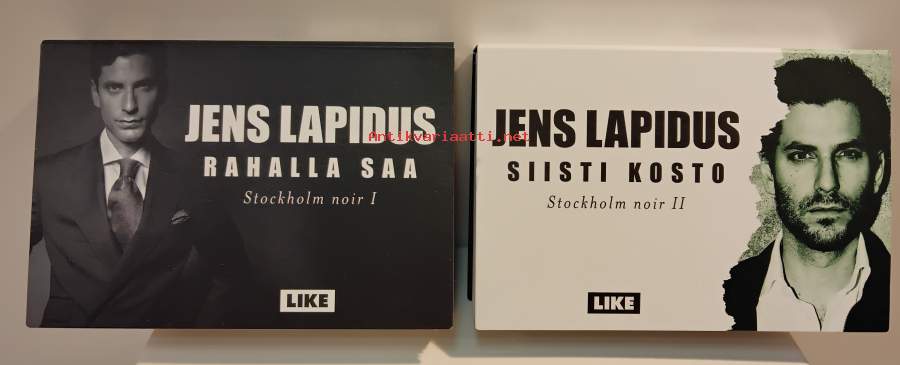 JENS LAPIDUS
RAHALLA SAA
Stockholm noir I
LIKE
JENS LAPIDUS
SIISTI KOSTO
Stockholm noir II
LIKE
Antikvariaatti.net